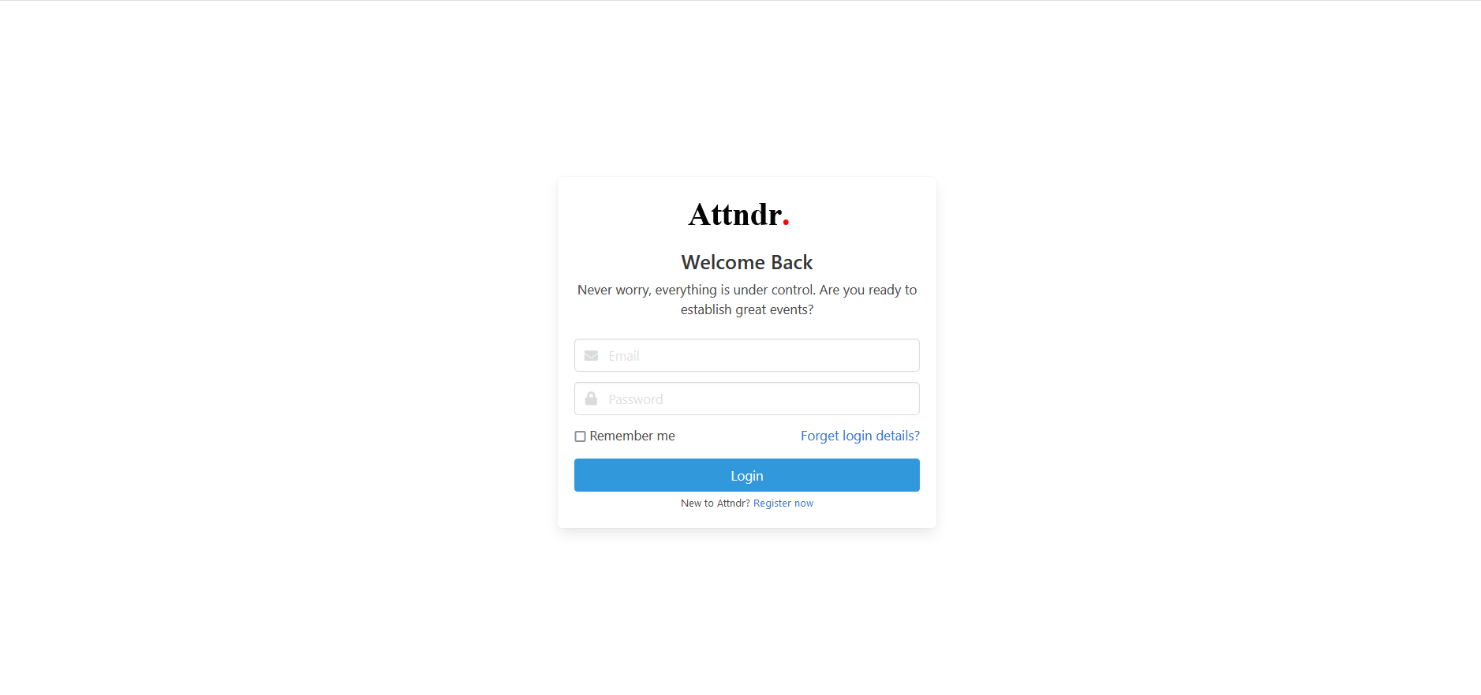 Attndr.
Welcome Back
Never worry, everything is under control. Are you ready to
establish great events?
Email
Password
Remember me
Forget login details?
Login
New to Attndr? Register now